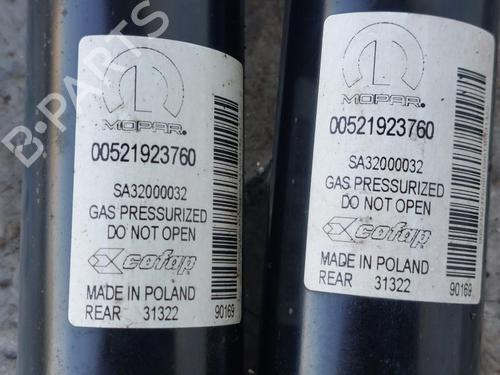 MOPAR®
00521923760
SA32000032
GAS PRESSURIZED
DO NOT OPEN
cofap
MADE IN POLAND
REAR 31322
90169
MOPAR®
00521923760
SA32000032
GAS PRESSURIZED
DO NOT OPEN
cofap
MADE IN POLAND
REAR 31322
90169
B-PARTS